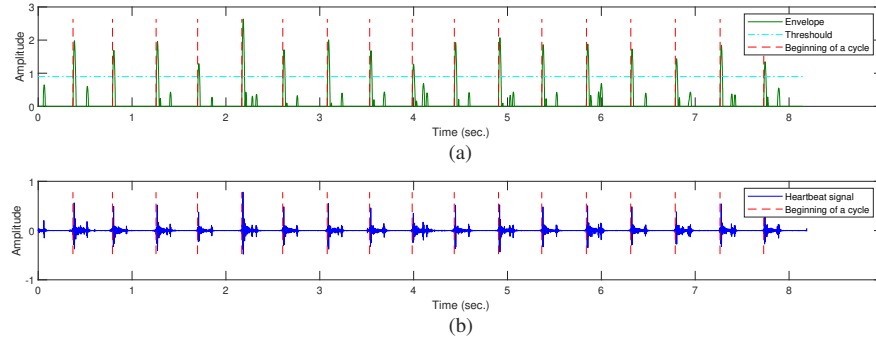 Amplitude
3
2
1
0
Envelope
Threshould
Beginning of a cycle
0 1 2 3 4 5 6 7 8
Time (sec.)
(a)
Amplitude
1
0
-1
Heartbeat signal
Beginning of a cycle
0 1 2 3 4 5 6 7 8
Time (sec.)
(b)